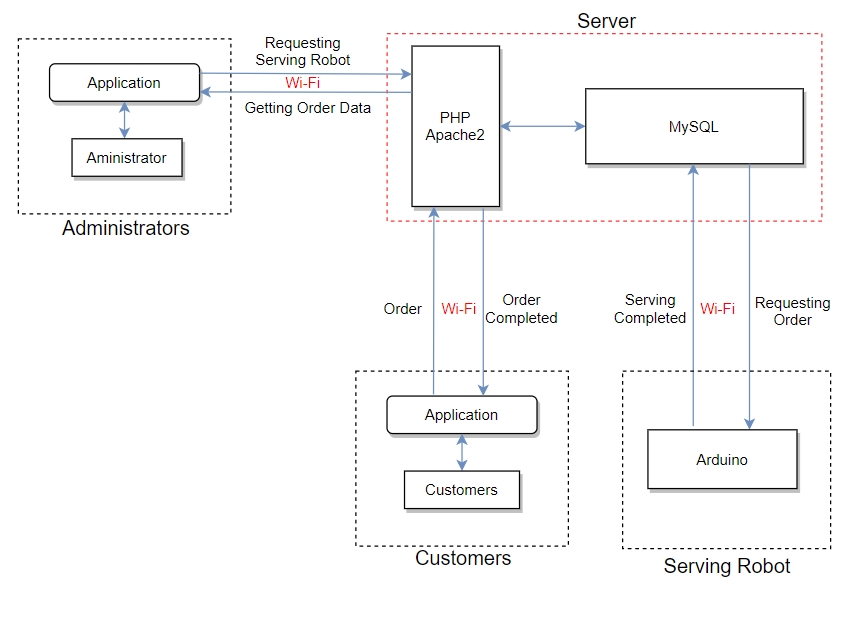 Server
Requesting
Serving Robot
Wi-Fi
Getting Order Data
Application
Aministrator
Administrators
PHP
Apache2
MySQL
Order
Wi-Fi
Order
Completed
Serving
Completed
Wi-Fi
Requesting
Order
Application
Customers
Customers
Arduino
Serving Robot